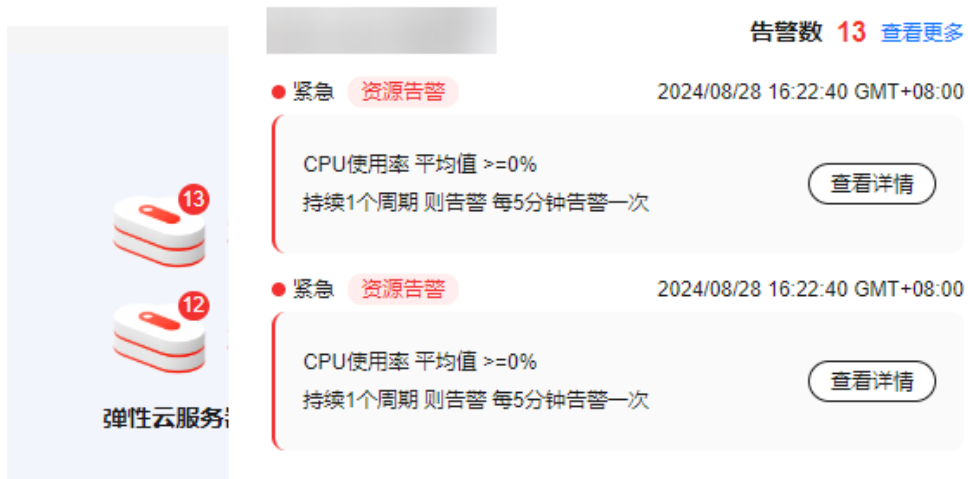 13
12
弹性云服务
告警数 13 查看更多
紧急 资源告警 2024/08/28 16:22:40 GMT+08:00
CPU使用率 平均值 >=0%
持续1个周期 则告警 每5分钟告警一次
查看详情
紧急 资源告警 2024/08/28 16:22:40 GMT+08:00
CPU使用率 平均值 >=0%
持续1个周期 则告警 每5分钟告警一次
查看详情